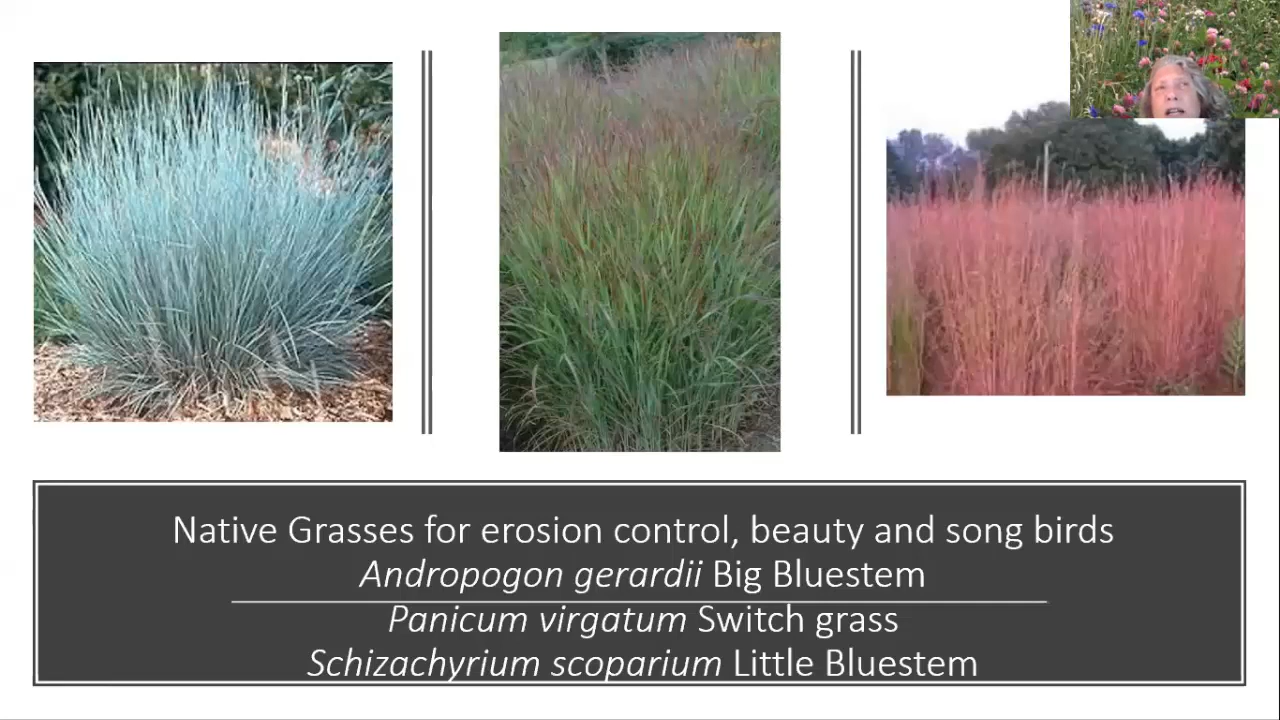 Native Grasses for erosion control, beauty and song birds
Andropogon gerardii Big Bluestem
Panicum virgatum Switch grass
Schizachyrium scoparium Little Bluestem